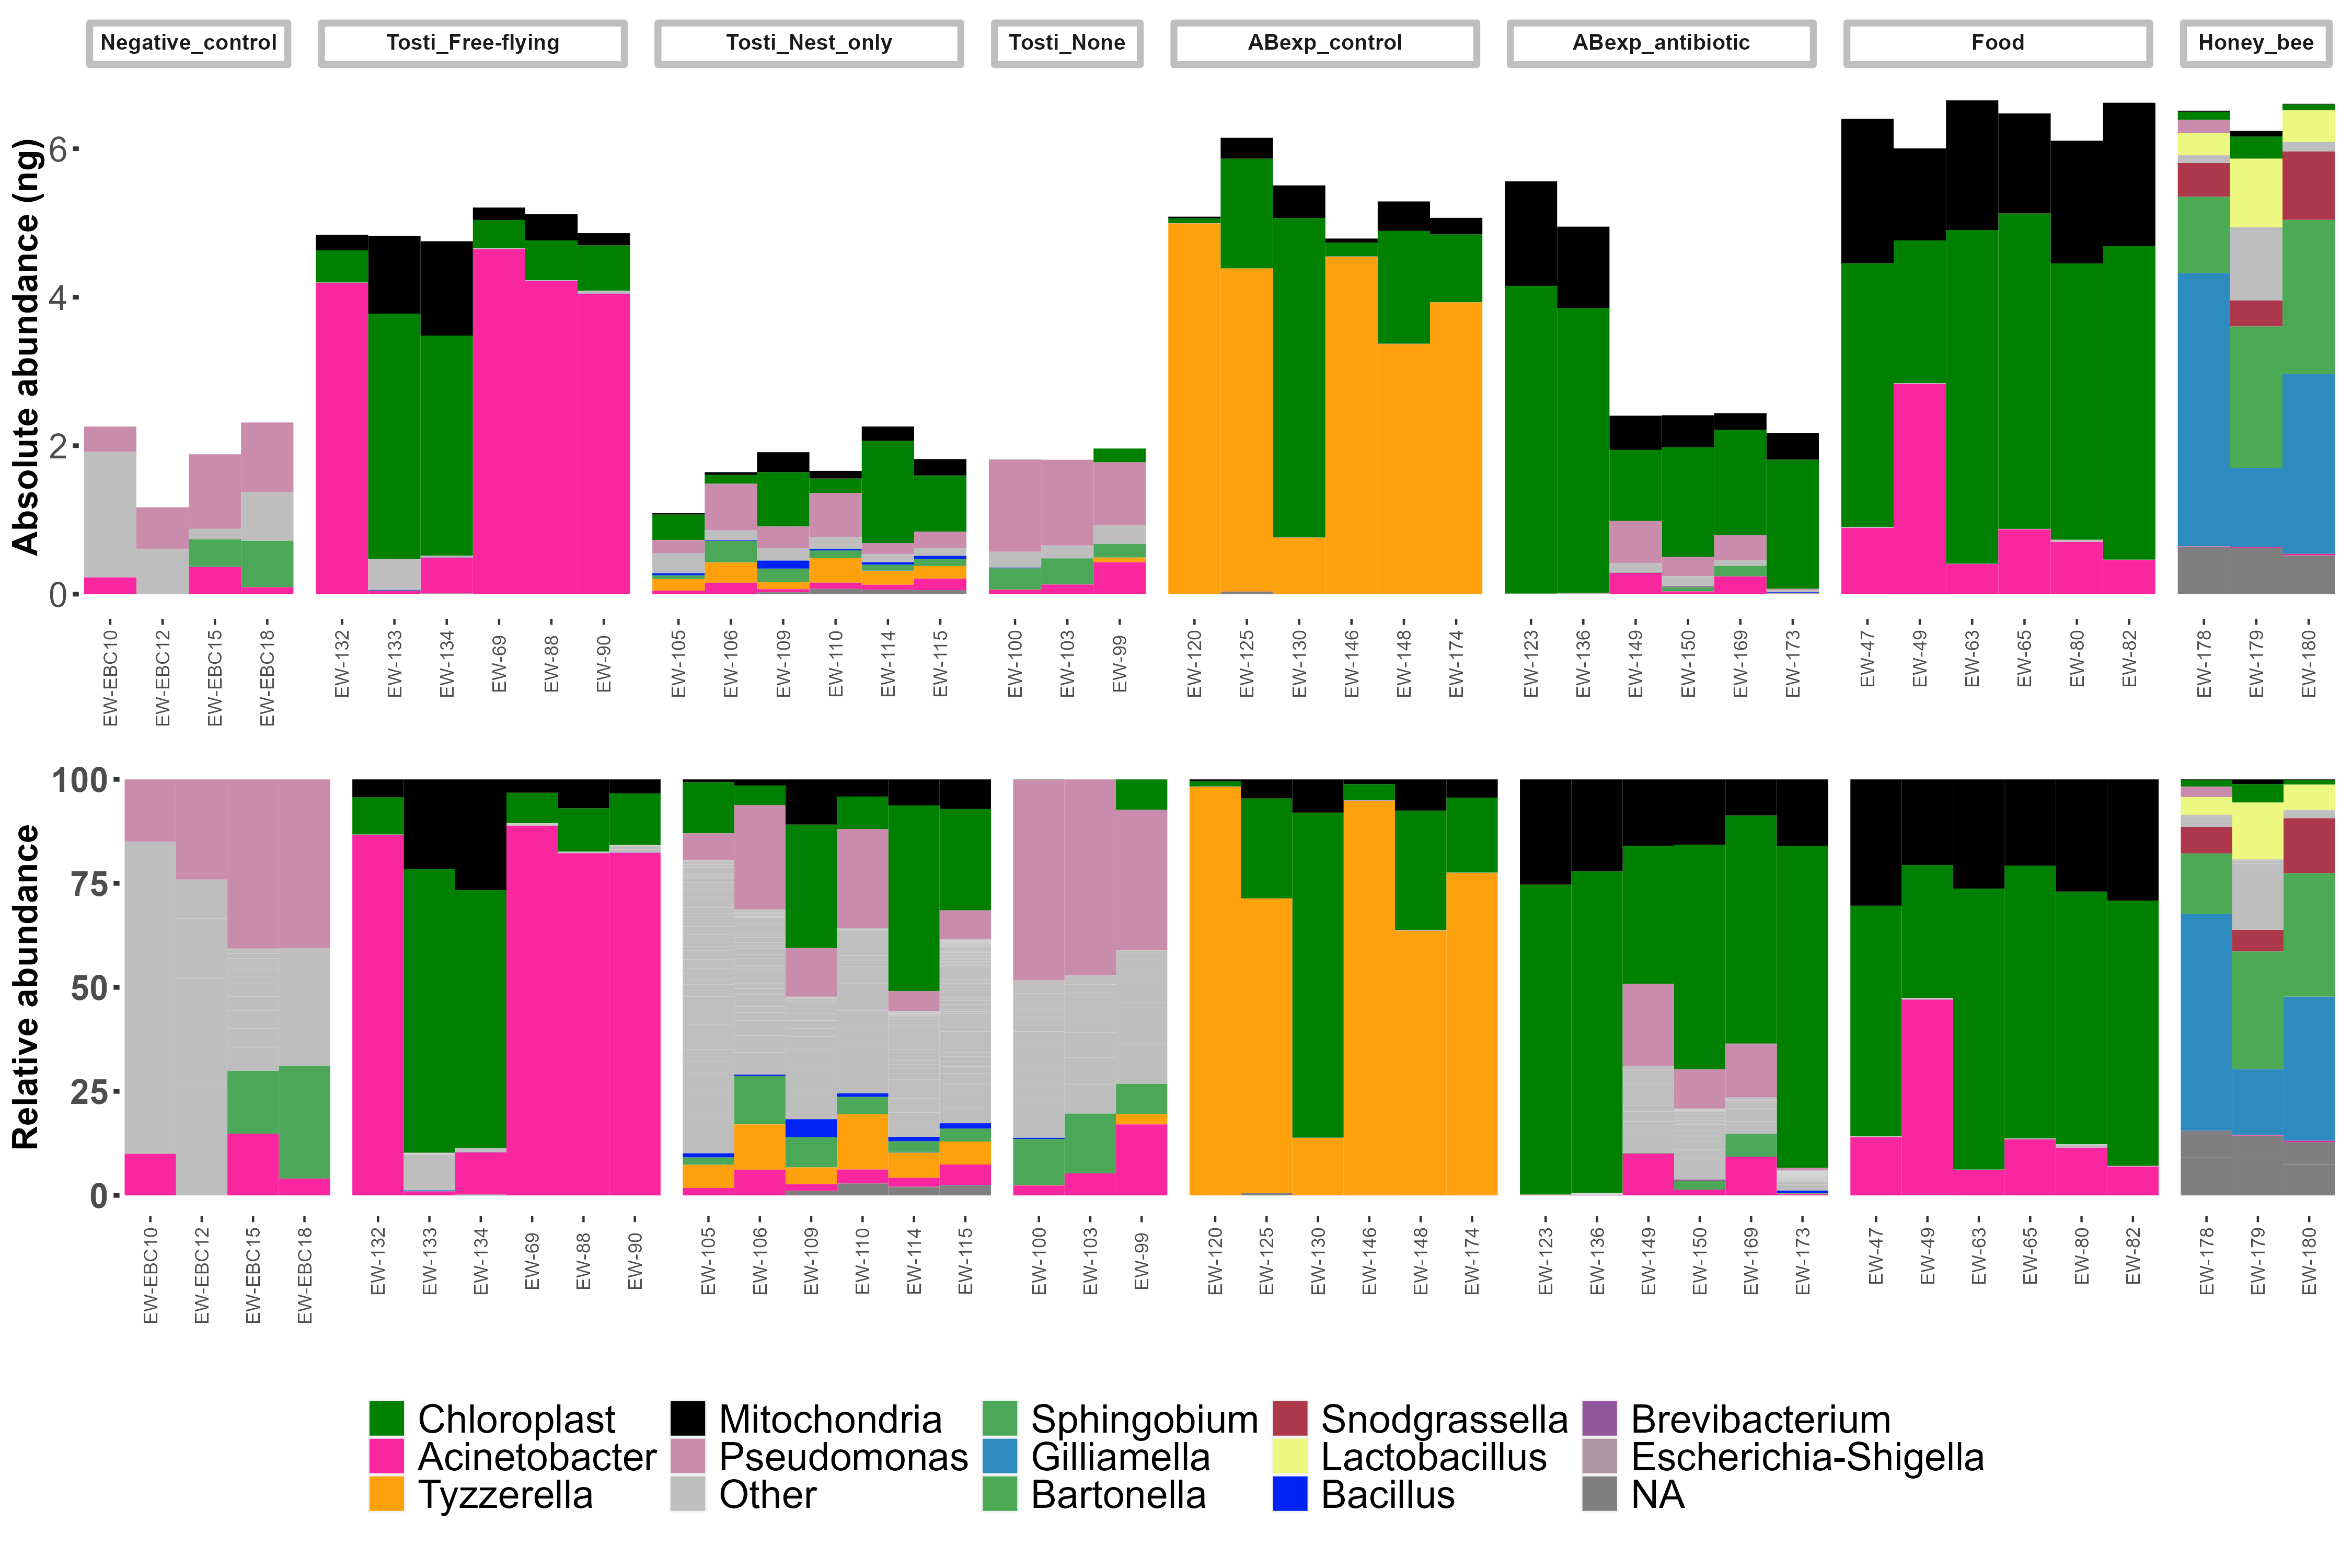 Negative_control Tosti_Free-flying Tosti_Nest_only Tosti_None ABexp_control ABexp_antibiotic Food Honey_bee
Absolute abundance (ng)
6
4
2
0
EW-EBC10 EW-EBC12 EW-EBC15 EW-EBC18 EW-132 EW-133 EW-134 EW-69 EW-88 EW-90 EW-105 EW-106 EW-109 EW-110 EW-114 EW-115 EW-100 EW-103 EW-99 EW-120 EW-125 EW-130 EW-146 EW-148 EW-174 EW-123 EW-136 EW-149 EW-150 EW-169 EW-173 EW-47 EW-49 EW-63 EW-65 EW-80 EW-82 EW-178 EW-179 EW-180
Relative abundance
100
75
50
25
0
EW-EBC10 EW-EBC12 EW-EBC15 EW-EBC18 EW-132 EW-133 EW-134 EW-69 EW-88 EW-90 EW-105 EW-106 EW-109 EW-110 EW-114 EW-115 EW-100 EW-103 EW-99 EW-120 EW-125 EW-130 EW-146 EW-148 EW-174 EW-123 EW-136 EW-149 EW-150 EW-169 EW-173 EW-47 EW-49 EW-63 EW-65 EW-80 EW-82 EW-178 EW-179 EW-180
Chloroplast Mitochondria Sphingobium Snodgrassella Brevibacterium
Acinetobacter Pseudomonas Gilliamella Lactobacillus Escherichia-Shigella
Tyzzerella Other Bartonella Bacillus NA